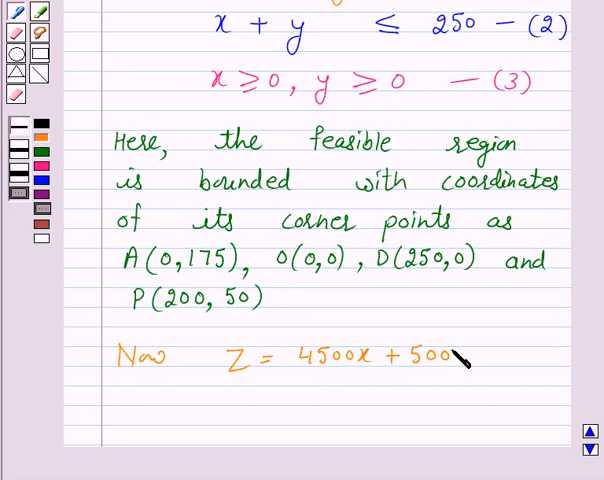 x + y ≤ 250 - (2)
x ≥ 0, y ≥ 0 - (3)
Here, the feasible region
is bounded with coordinates
of its corner points as
A(0,175), O(0,0), D(250,0) and
P(200, 50)
Now Z = 4500x + 500